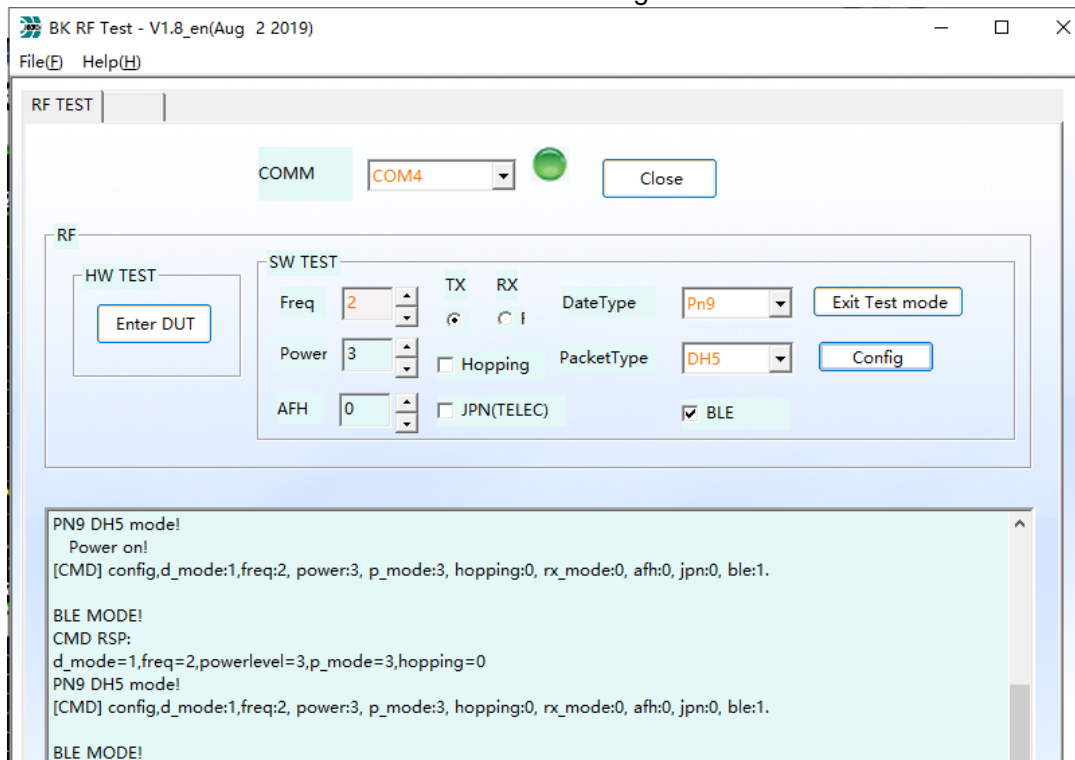 BK RF Test - V1.8_en(Aug 2 2019)
File(F) Help(H)
RF TEST
COMM COM4 Close
RF
HW TEST
Enter DUT
SW TEST
Freq 2 TX RX DateType Pn9 Exit Test mode
Power 3 Hopping PacketType DH5 Config
AFH 0 JPN(TELEC) BLE
PN9 DH5 mode!
Power on!
[CMD] config,d_mode:1,freq:2, power:3, p_mode:3, hopping:0, rx_mode:0, afh:0, jpn:0, ble:1.
BLE MODE!
CMD RSP:
d_mode=1,freq=2,powerlevel=3,p_mode=3,hopping=0
PN9 DH5 mode!
[CMD] config,d_mode:1,freq:2, power:3, p_mode:3, hopping:0, rx_mode:0, afh:0, jpn:0, ble:1.
BLE MODE!